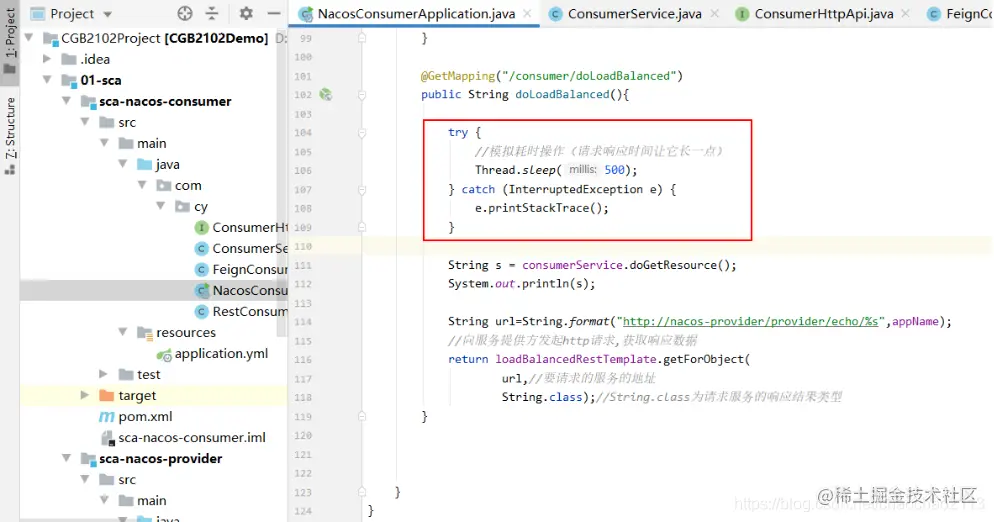 Project
NacosConsumerApplication.java
ConsumerService.java
ConsumerHttpApi.java
FeignCon
1: Project
Z: Structure
CGB2102Project [CGB2102Demo] D:
.idea
01-sca
sca-nacos-consumer
src
main
java
com
cy
ConsumerHt
ConsumerSe
FeignConsu
NacosConsu
RestConsum
resources
application.yml
test
target
pom.xml
sca-nacos-consumer.iml
sca-nacos-provider
src
main
java
99 }
100
101 @GetMapping("/consumer/doLoadBalanced")
102 public String doLoadBalanced(){
103
104 try {
105 //模拟耗时操作（请求响应时间让它长一点）
106 Thread.sleep( millis: 500);
107 } catch (InterruptedException e) {
108 e.printStackTrace();
109 }
110
111 String s = consumerService.doGetResource();
112 System.out.println(s);
113
114 String url=String.format("http://nacos-provider/provider/echo/%s",appName);
115 //向服务提供方发起http请求,获取响应数据
116 return loadBalancedRestTemplate.getForObject(
117 url,//要请求的服务的地址
118 String.class);//String.class为请求服务的响应结果类型
119 }
120
121
122
123 }
124 }
@稀土掘金技术社区